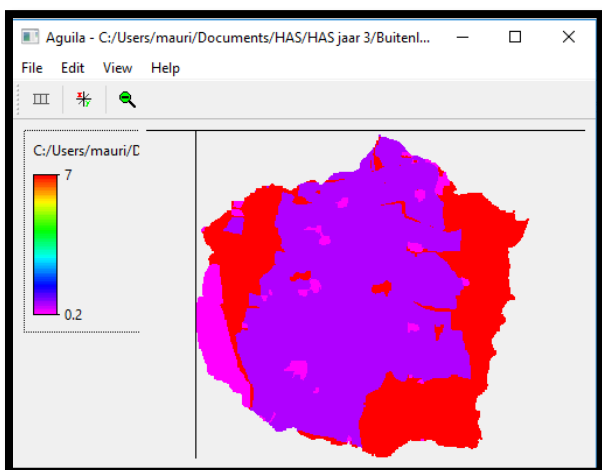 Aguila - C:/Users/mauri/Documents/HAS/HAS jaar 3/Buitenl...
File Edit View Help
C:/Users/mauri/D
7
0.2